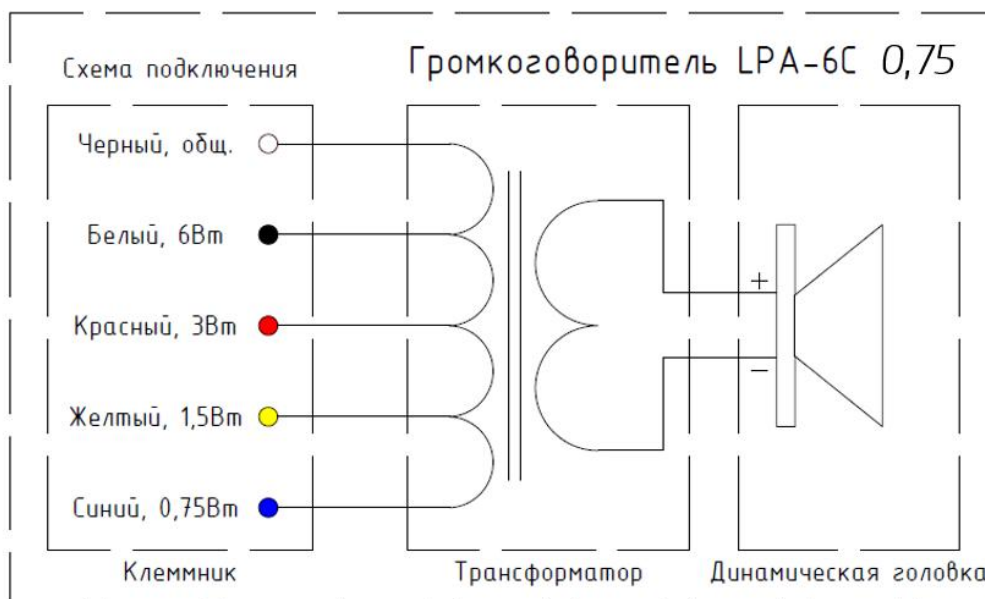 Громкоговоритель LPA-6С 0,75
Схема подключения
Черный, общ.
Белый, 6Вт
Красный, 3Вт
Желтый, 1,5Вт
Синий, 0,75Вт
+
−
Клеммник
Трансформатор
Динамическая головка